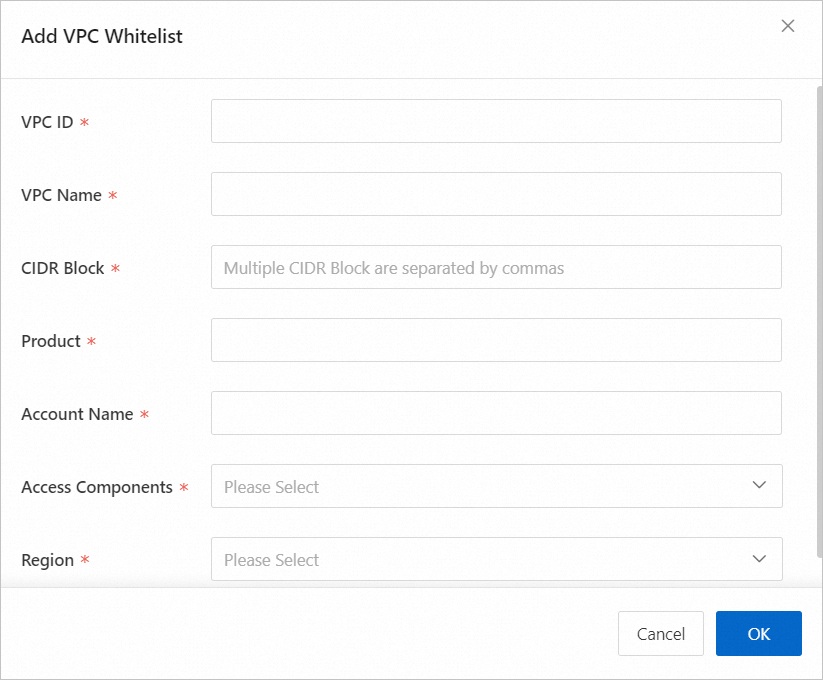 Add VPC Whitelist
VPC ID *
VPC Name *
CIDR Block * Multiple CIDR Block are separated by commas
Product *
Account Name *
Access Components * Please Select
Region * Please Select
Cancel OK